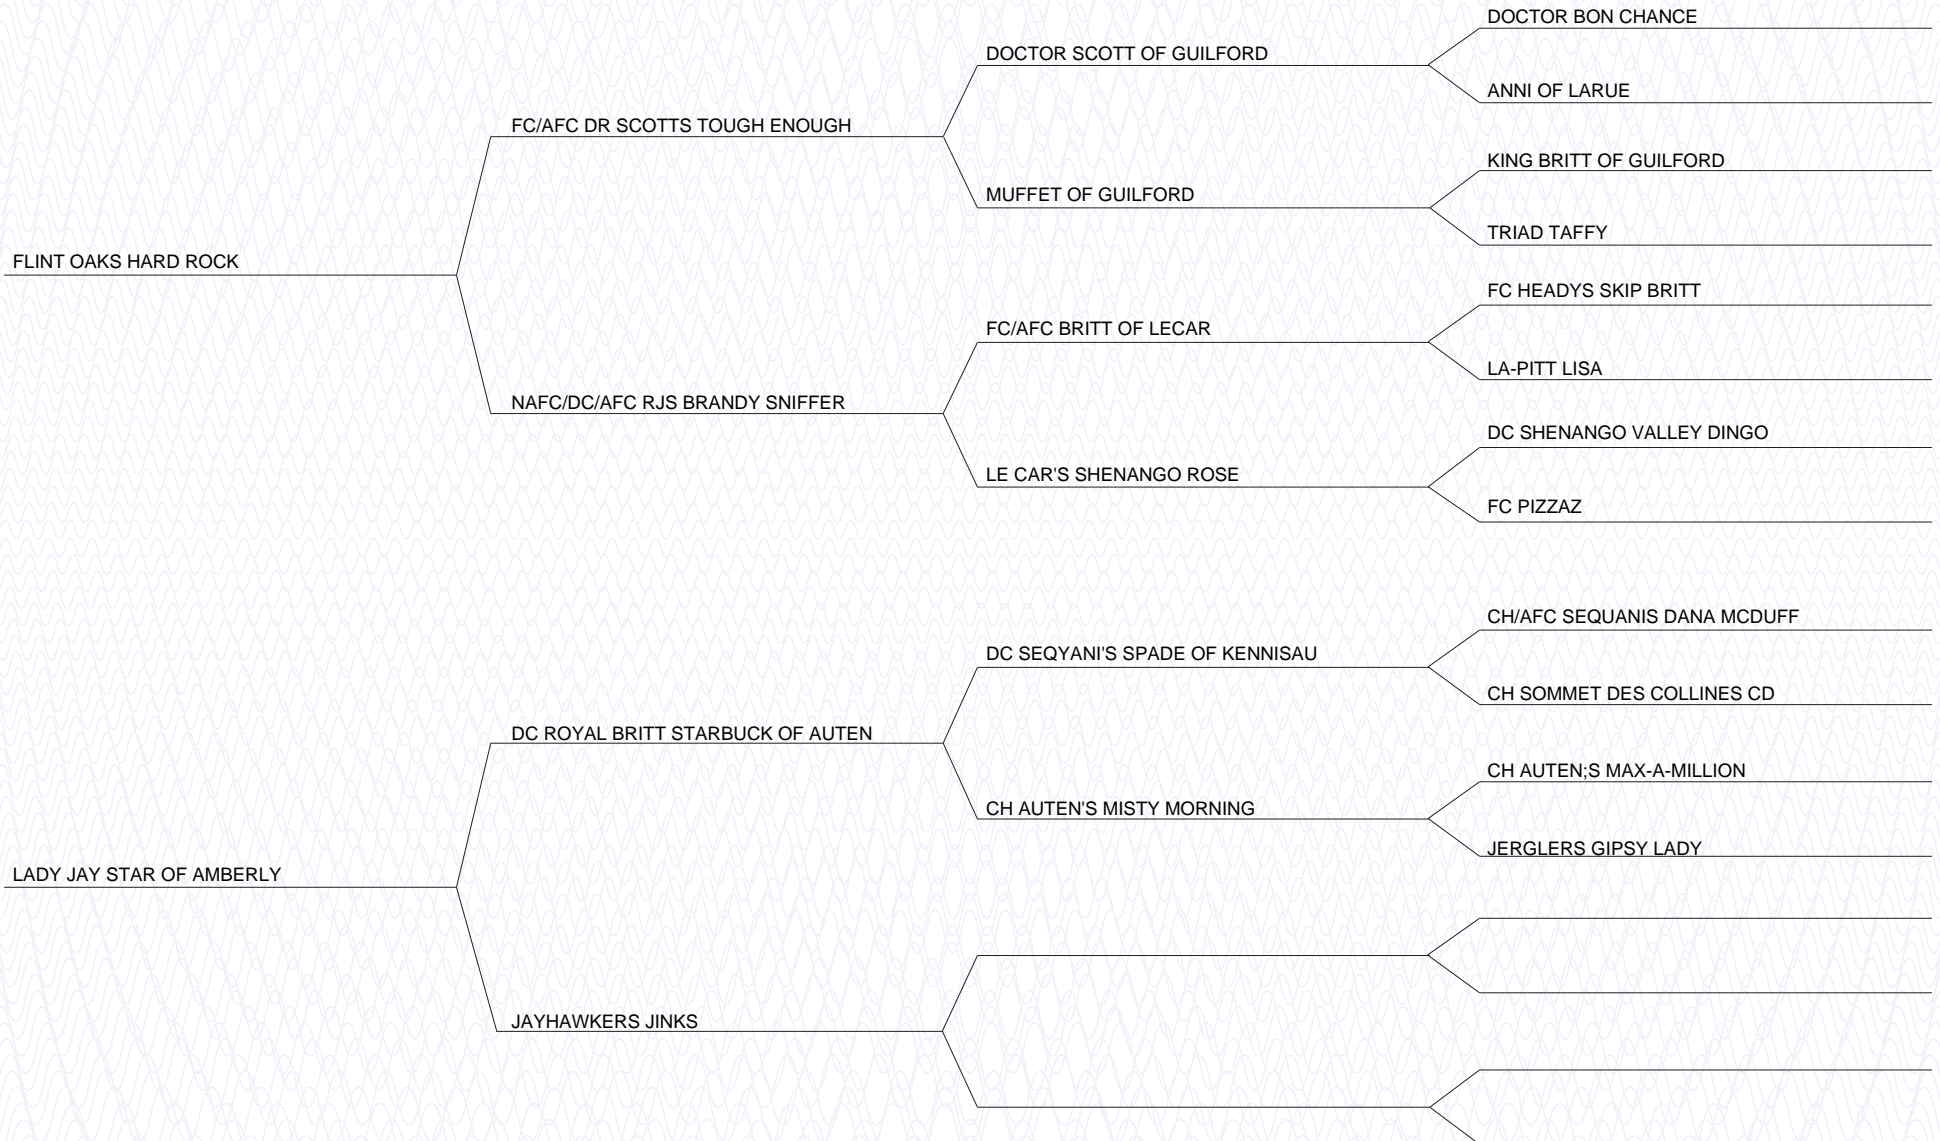 DOCTOR BON CHANCE
DOCTOR SCOTT OF GUILFORD
ANNI OF LARUE
FC/AFC DR SCOTTS TOUGH ENOUGH
KING BRITT OF GUILFORD
MUFFET OF GUILFORD
TRIAD TAFFY
FLINT OAKS HARD ROCK
FC HEADYS SKIP BRITT
FC/AFC BRITT OF LECAR
LA-PITT LISA
NAFC/DC/AFC RJS BRANDY SNIFFER
DC SHENANGO VALLEY DINGO
LE CAR'S SHENANGO ROSE
FC PIZZAZ
CH/AFC SEQUANIS DANA MCDUFF
DC SEQYANI'S SPADE OF KENNISAU
CH SOMMET DES COLLINES CD
DC ROYAL BRITT STARBUCK OF AUTEN
CH AUTEN;S MAX-A-MILLION
CH AUTEN'S MISTY MORNING
JERGLERS GIPSY LADY
LADY JAY STAR OF AMBERLY
JAYHAWKERS JINKS